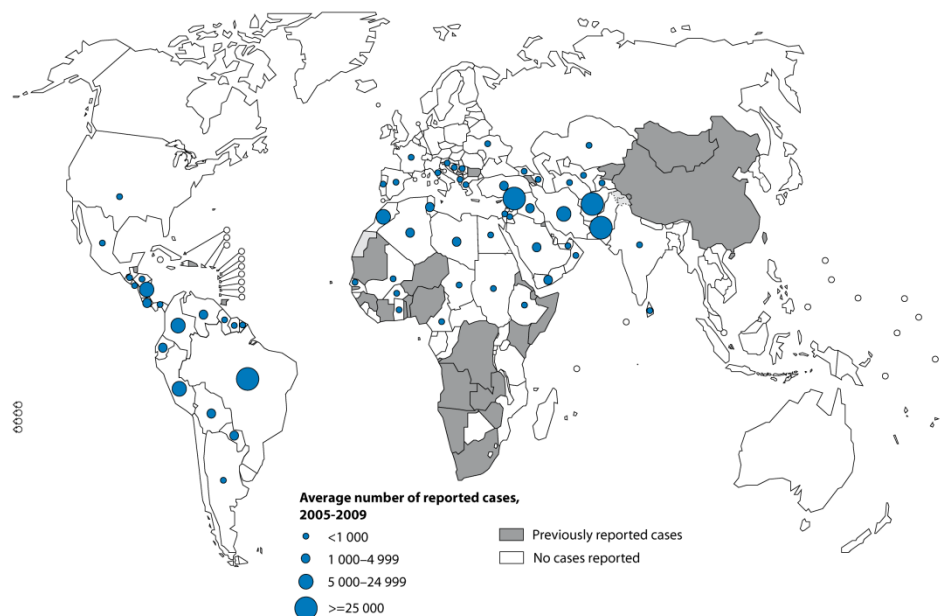 Average number of reported cases,
2005-2009
<1 000
1 000–4 999
5 000–24 999
>=25 000
Previously reported cases
No cases reported